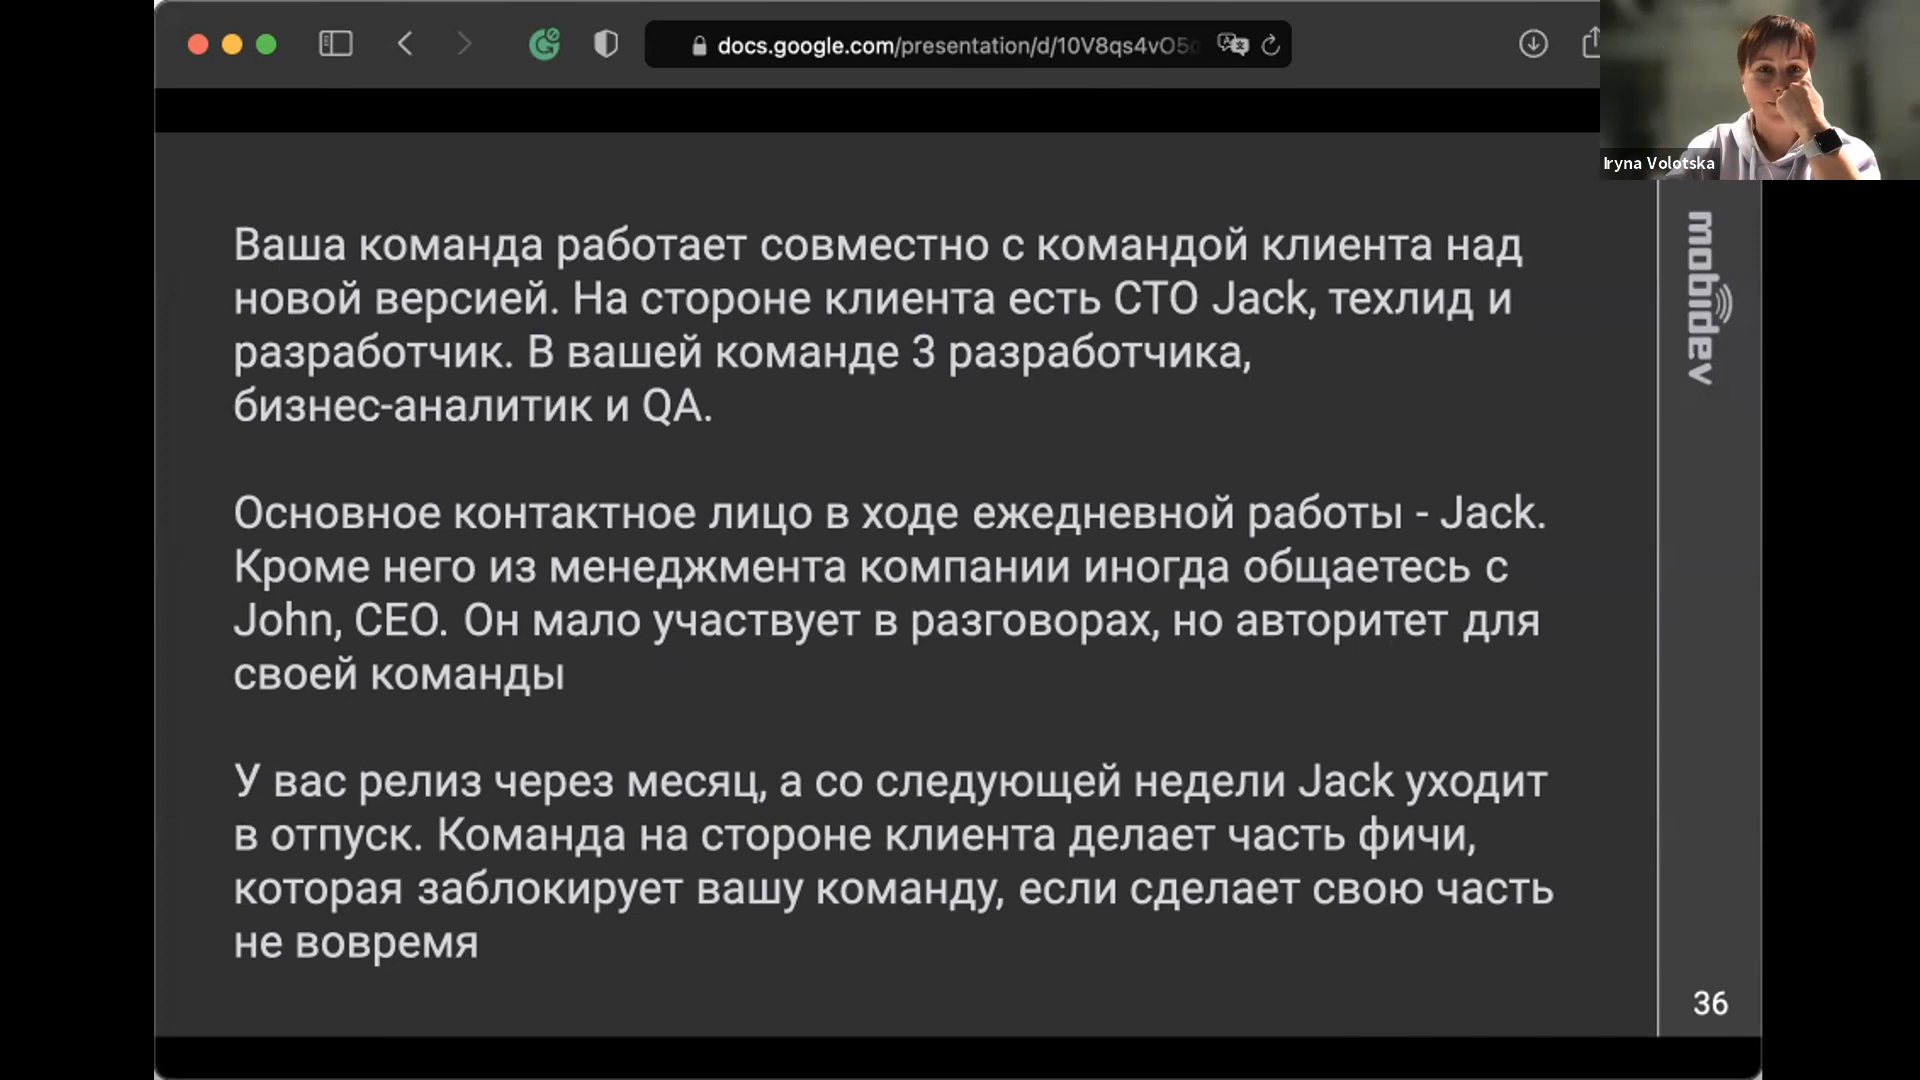 docs.google.com/presentation/d/10V8qs4vO5
Iryna Volotska
Ваша команда работает совместно с командой клиента над
новой версией. На стороне клиента есть CTO Jack, техлид и
разработчик. В вашей команде 3 разработчика,
бизнес-аналитик и QA.
Основное контактное лицо в ходе ежедневной работы - Jack.
Кроме него из менеджмента компании иногда общаетесь с
John, CEO. Он мало участвует в разговорах, но авторитет для
своей команды
У вас релиз через месяц, а со следующей недели Jack уходит
в отпуск. Команда на стороне клиента делает часть фичи,
которая заблокирует вашу команду, если сделает свою часть
не вовремя
mobidev
36